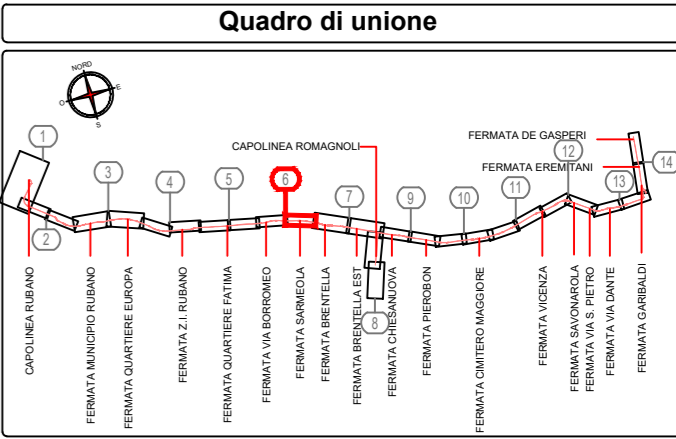 Quadro di unione
NORD
O
E
S
1
2
3
4
5
6
7
8
9
10
11
12
13
14
CAPOLINEA ROMAGNOLI
FERMATA DE GASPERI
FERMATA EREMITANI
CAPOLINEA RUBANO
FERMATA MUNICIPIO RUBANO
FERMATA QUARTIERE EUROPA
FERMATA Z.I. RUBANO
FERMATA QUARTIERE FATIMA
FERMATA VIA BORROMEO
FERMATA SARMEOLA
FERMATA BRENTELLA
FERMATA BRENTELLA EST
FERMATA CHIESANUOVA
FERMATA PIEROBON
FERMATA CIMITERO MAGGIORE
FERMATA VICENZA
FERMATA SAVONAROLA
FERMATA VIA S. PIETRO
FERMATA VIA DANTE
FERMATA GARIBALDI